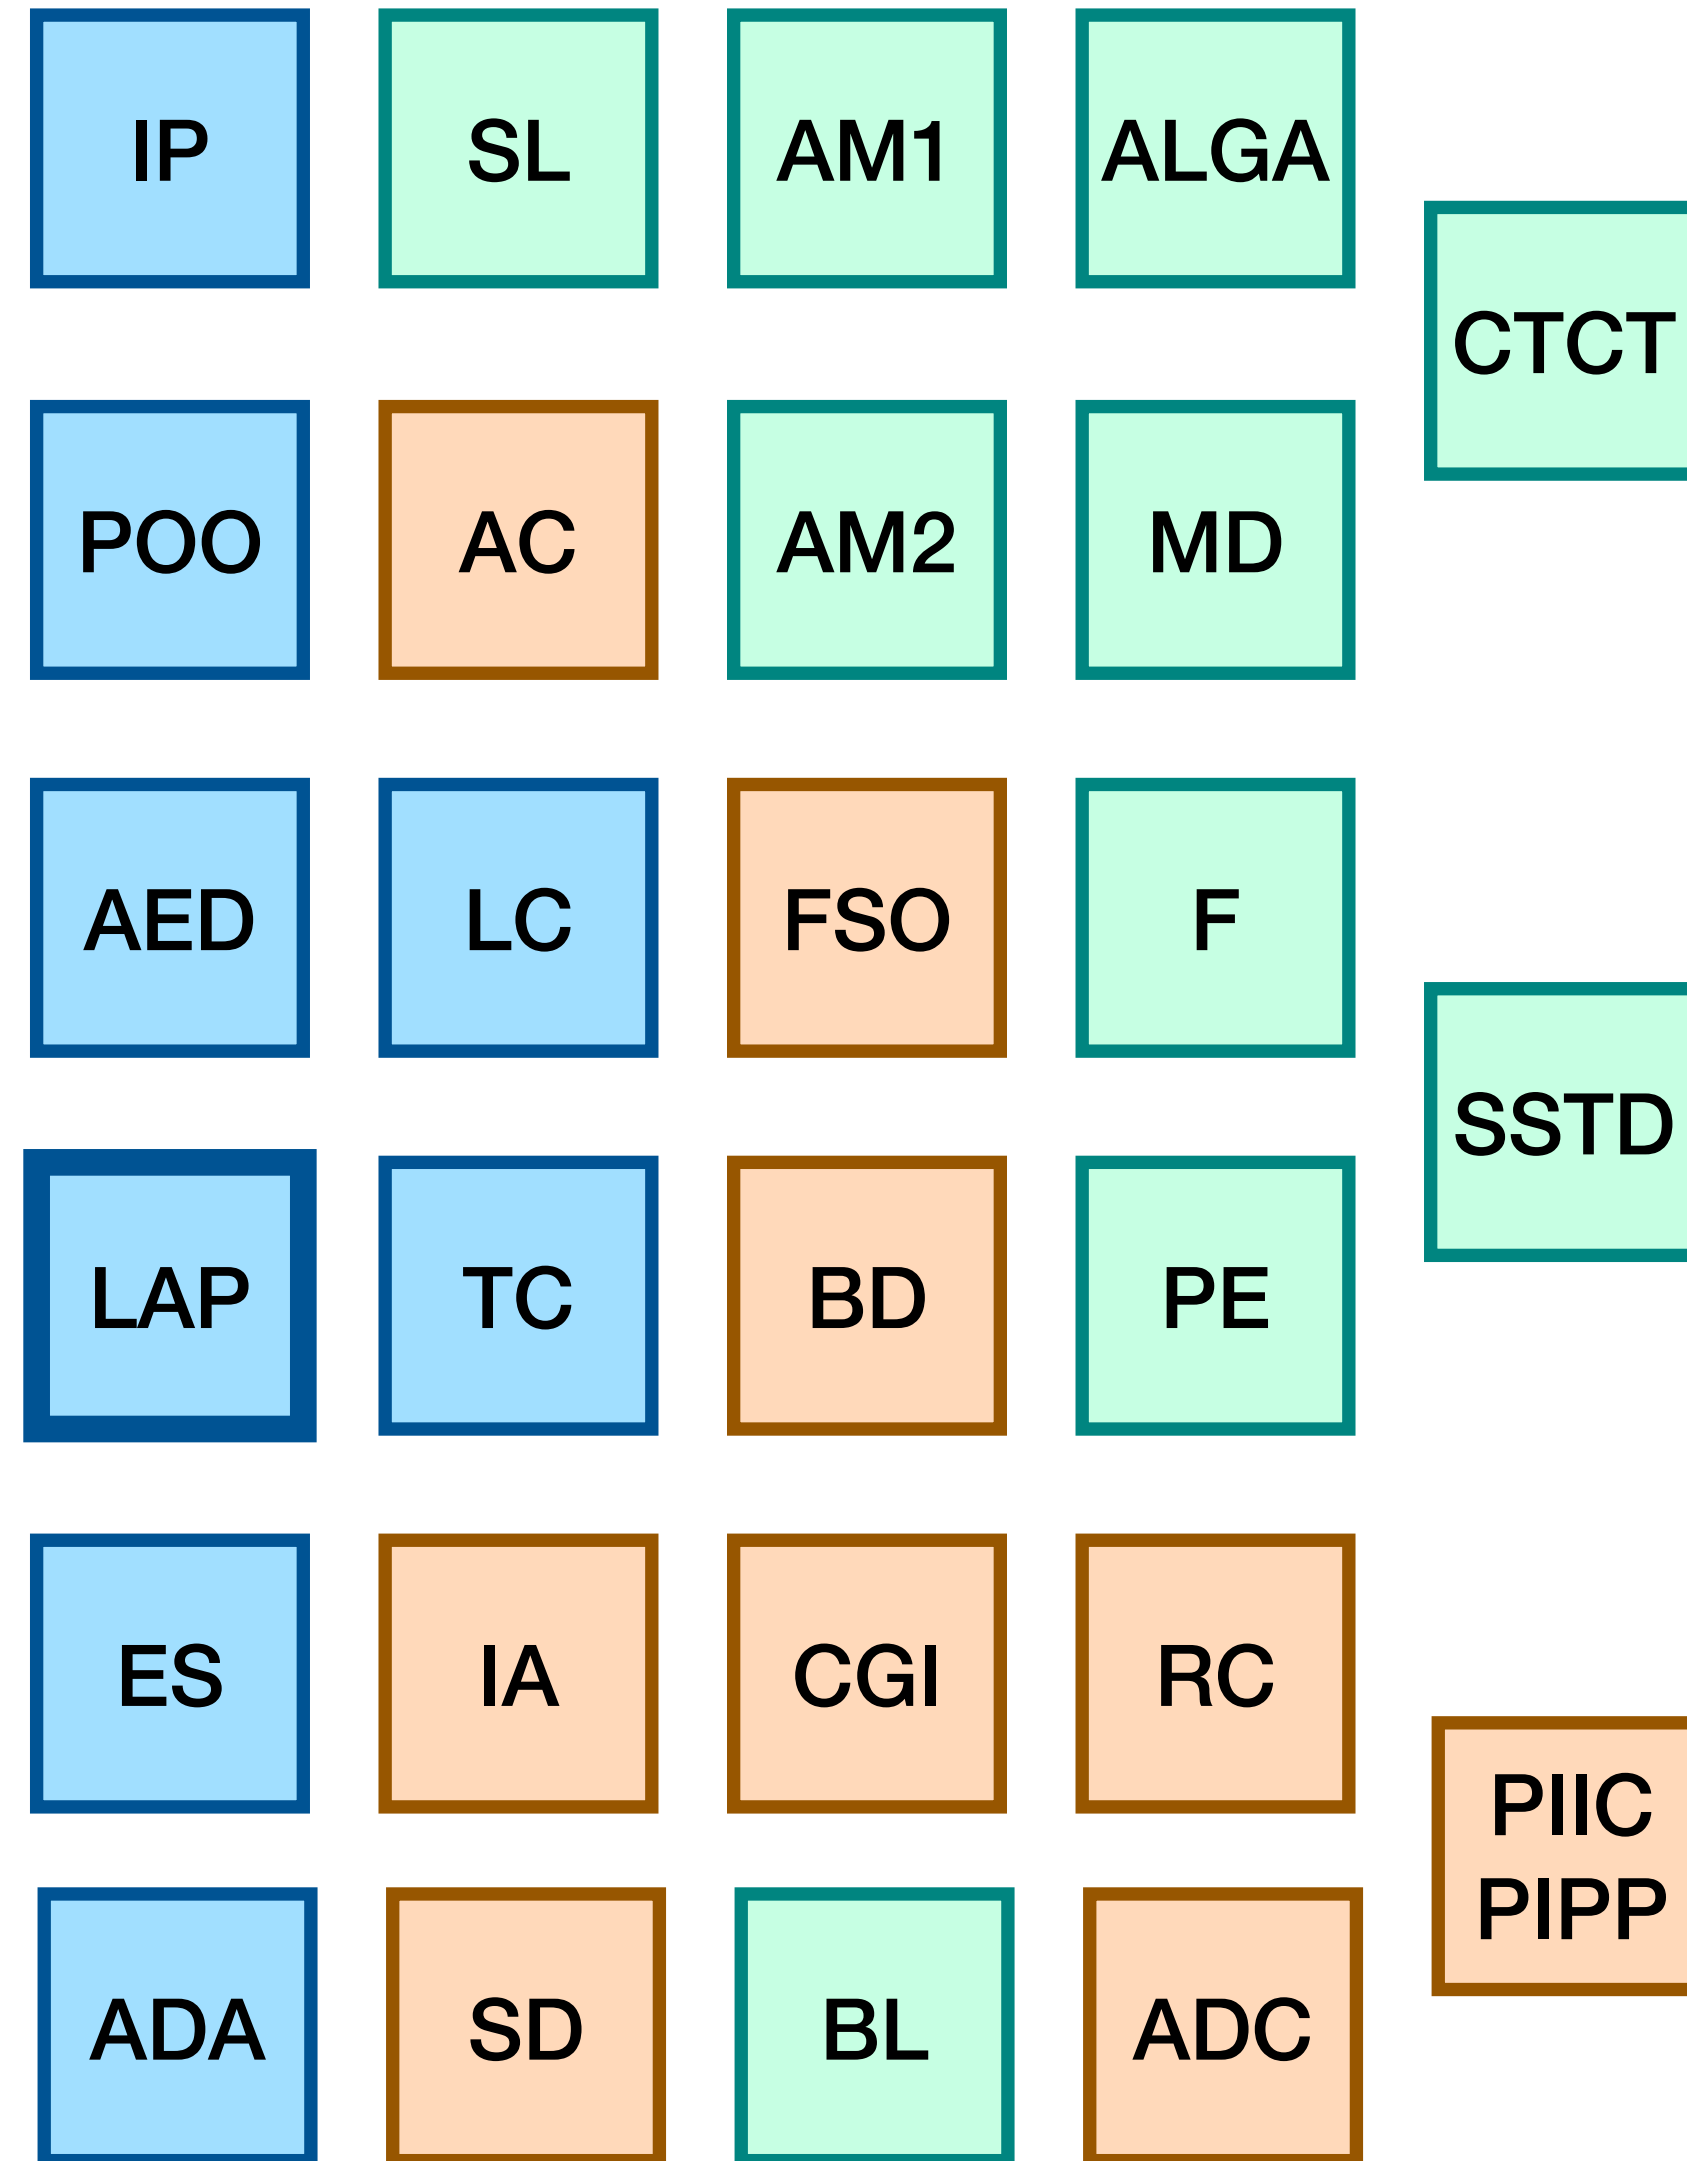 IP SL AM1 ALGA
CTCT
POO AC AM2 MD
AED LC FSO F
SSTD
LAP TC BD PE
ES IA CGI RC
PIIC
PIPP
ADA SD BL ADC